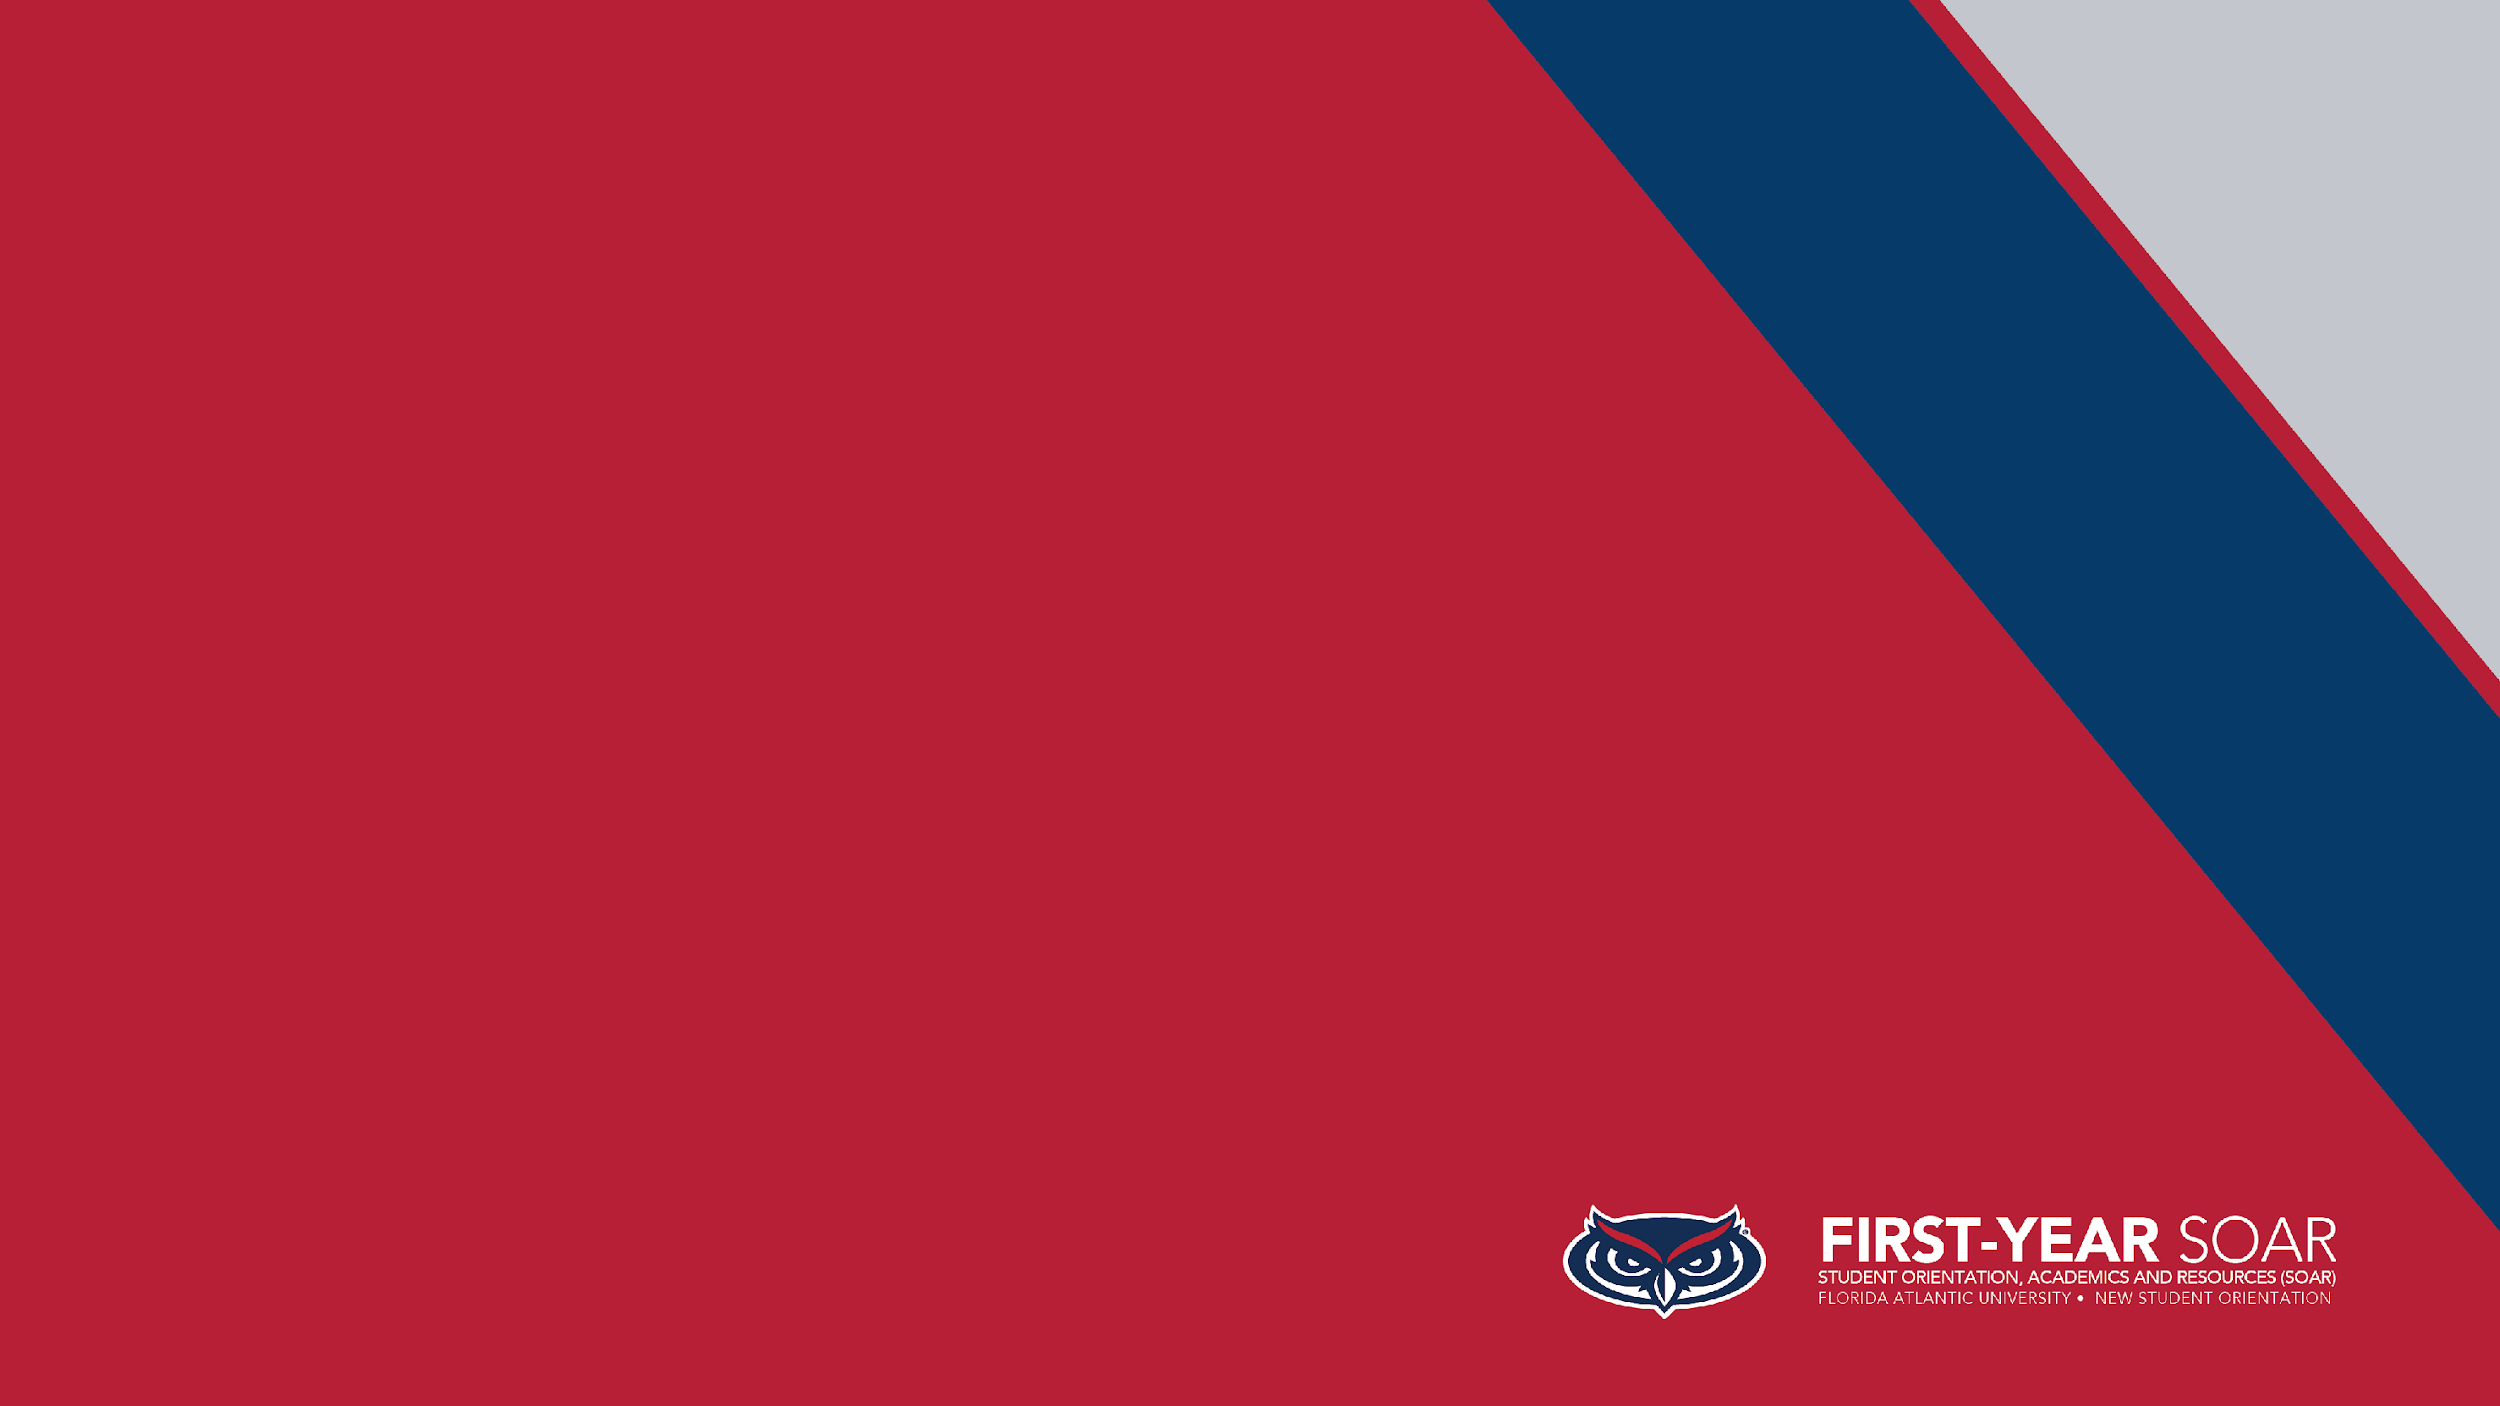 FIRST-YEAR SOAR
STUDENT ORIENTATION, ACADEMICS AND RESOURCES (SOAR)
FLORIDA ATLANTIC UNIVERSITY • NEW STUDENT ORIENTATION